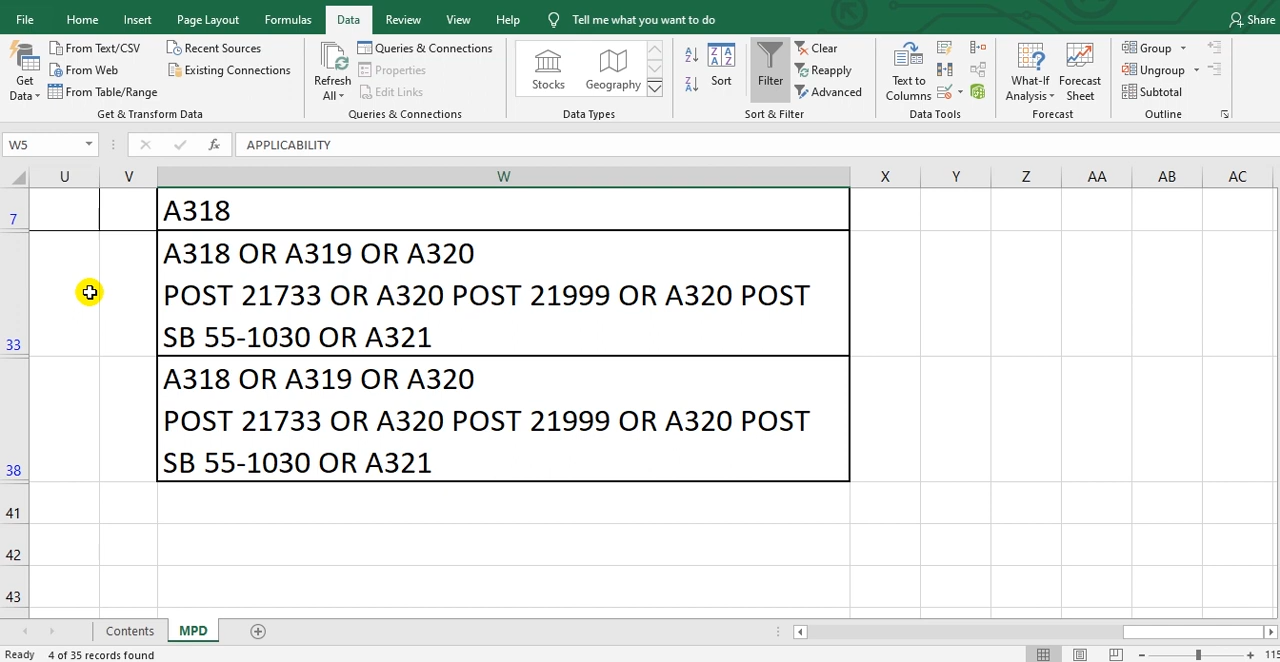 File Home Insert Page Layout Formulas Data Review View Help Tell me what you want to do Share
Get Data
From Text/CSV
From Web
From Table/Range
Recent Sources
Existing Connections
Get & Transform Data
Refresh All
Queries & Connections
Properties
Edit Links
Queries & Connections
Stocks
Geography
Data Types
Sort
Filter
Clear
Reapply
Advanced
Sort & Filter
Text to Columns
Data Tools
What-If Analysis
Forecast Sheet
Forecast
Group
Ungroup
Subtotal
Outline
W5 fx APPLICABILITY
U V W X Y Z AA AB AC
7 A318
A318 OR A319 OR A320
POST 21733 OR A320 POST 21999 OR A320 POST
33 SB 55-1030 OR A321
A318 OR A319 OR A320
POST 21733 OR A320 POST 21999 OR A320 POST
38 SB 55-1030 OR A321
41
42
43
Contents MPD
Ready 4 of 35 records found 115